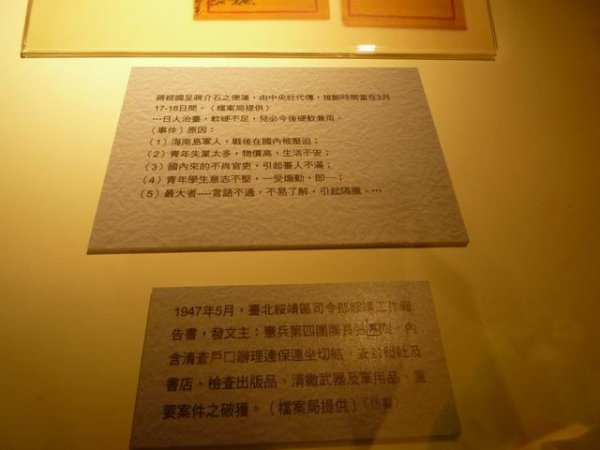 蔣經國呈蔣介石之便箋，由中央社代傳，推斷時間當在3月
17-18日間。（檔案局提供）
…日人治臺，軟硬不足，兒必今後硬軟兼用。
（事件）原因：
（1）海南島軍人，戰後在國內被壓迫；
（2）青年失業太多，物價高，生活不安；
（3）國內來的不肖官吏，引起臺人不滿；
（4）青年學生意志不堅，一受煽動，即──；
（5）最大者──言語不通，不易了解，引起隔膜。…
1947年5月，臺北綏靖區司令部綏靖工作報
告書，發文主：憲兵第四團團長張慕陶。內
含清查戶口辦理連保連坐切結、查封報社及
書店、檢查出版品、清繳武器及軍用品、重
要案件之破獲。（檔案局提供）（仿製）